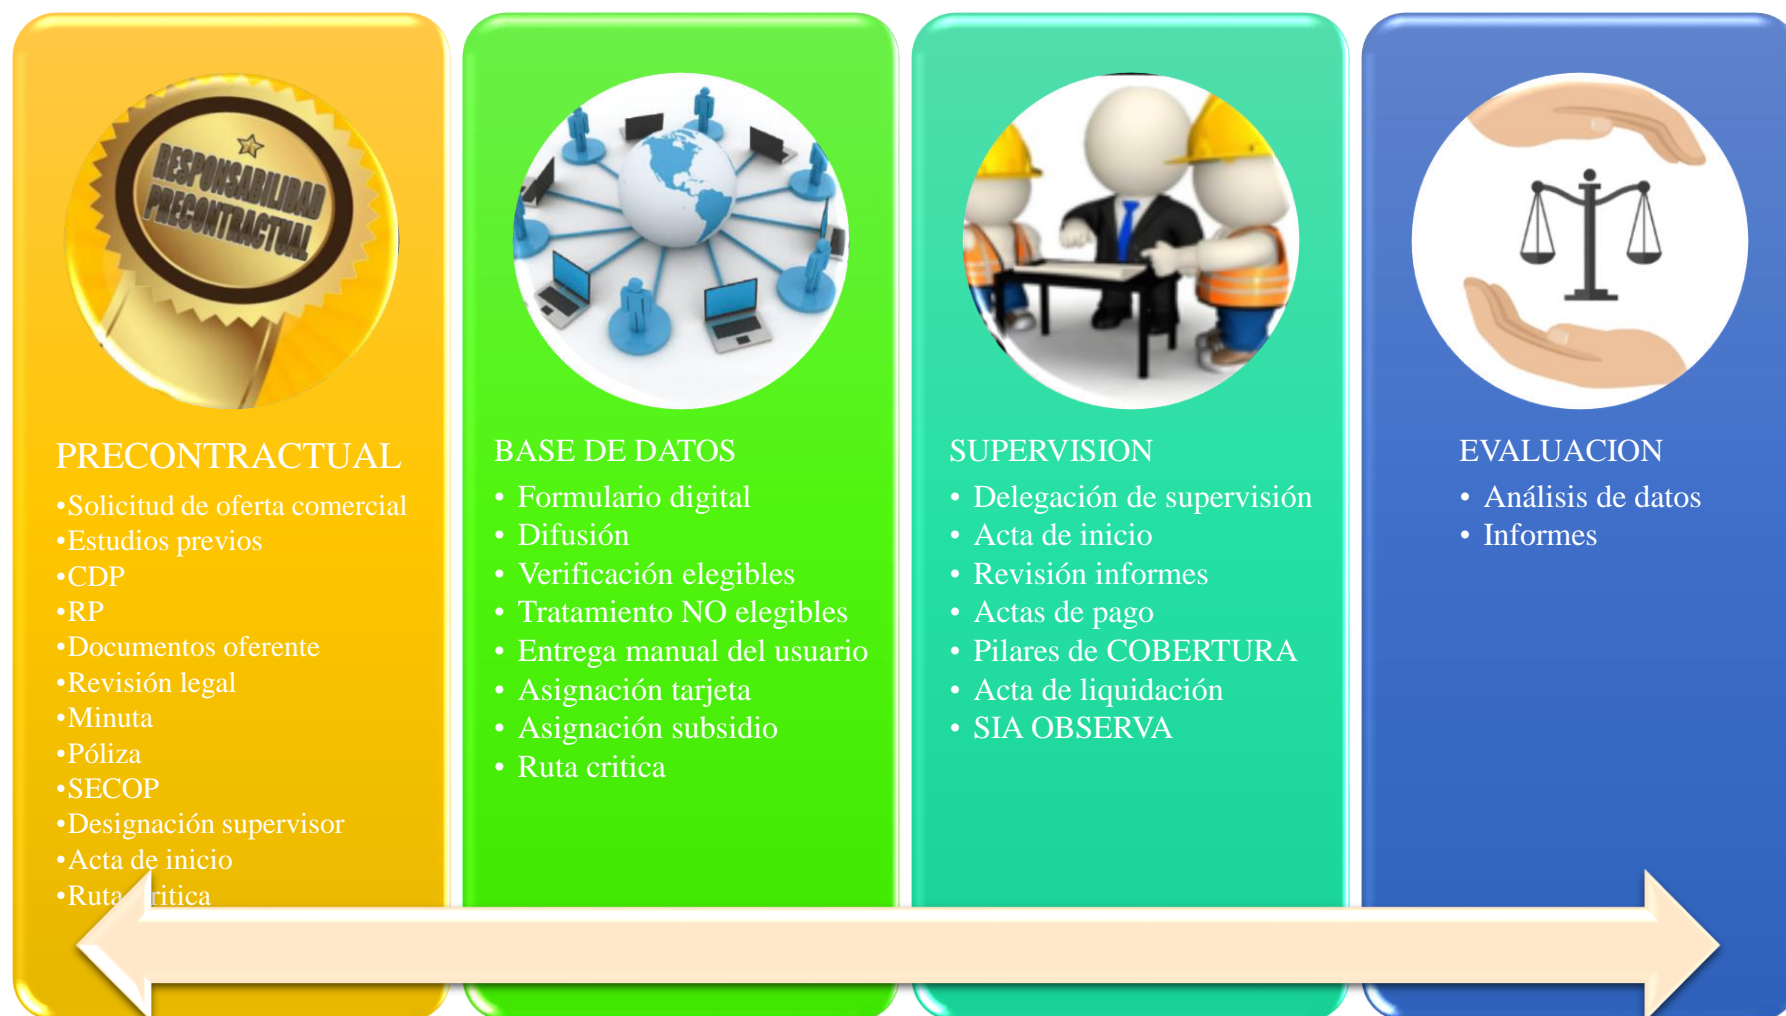 RESPONSABILIDAD
PRECONTRACTUAL
PRECONTRACTUAL
•Solicitud de oferta comercial
•Estudios previos
•CDP
•RP
•Documentos oferente
•Revisión legal
•Minuta
•Póliza
•SECOP
•Designación supervisor
•Acta de inicio
•Ruta critica
BASE DE DATOS
• Formulario digital
• Difusión
• Verificación elegibles
• Tratamiento NO elegibles
• Entrega manual del usuario
• Asignación tarjeta
• Asignación subsidio
• Ruta critica
SUPERVISION
• Delegación de supervisión
• Acta de inicio
• Revisión informes
• Actas de pago
• Pilares de COBERTURA
• Acta de liquidación
• SIA OBSERVA
EVALUACION
• Análisis de datos
• Informes